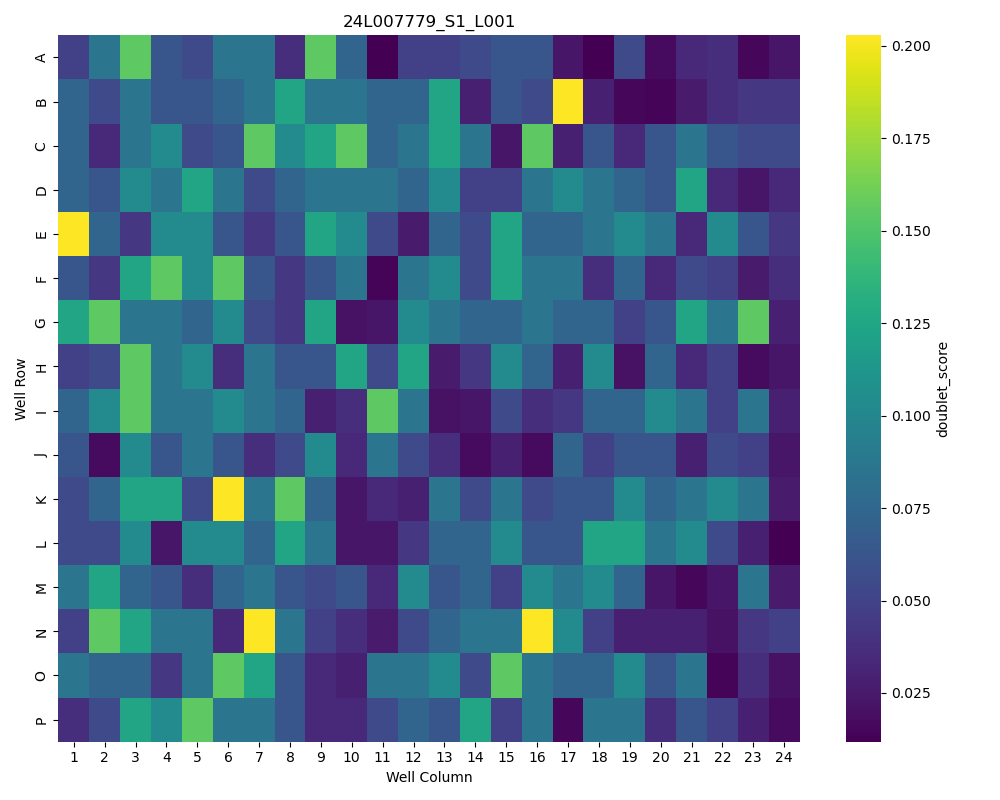 24L007779_S1_L001
Well Row
A
B
C
D
E
F
G
H
I
J
K
L
M
N
O
P
1 2 3 4 5 6 7 8 9 10 11 12 13 14 15 16 17 18 19 20 21 22 23 24
Well Column
0.200
0.175
0.150
0.125
0.100
0.075
0.050
0.025
doublet_score